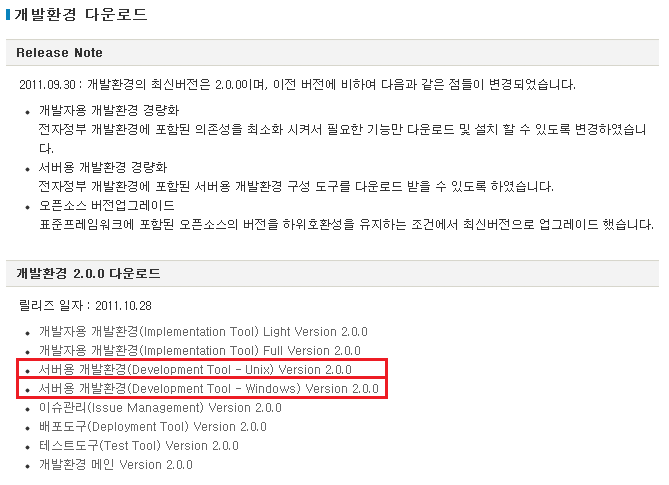 개발환경 다운로드
Release Note
2011.09.30 : 개발환경의 최신버전은 2.0.0이며, 이전 버전에 비하여 다음과 같은 점들이 변경되었습니다.
개발자용 개발환경 경량화
전자정부 개발환경에 포함된 의존성을 최소화 시켜서 필요한 기능만 다운로드 및 설치 할 수 있도록 변경하였습니
다.
서버용 개발환경 경량화
전자정부 개발환경에 포함된 서버용 개발환경 구성 도구를 다운로드 받을 수 있도록 하였습니다.
오픈소스 버전업그레이드
표준프레임워크에 포함된 오픈소스의 버전을 하위호환성을 유지하는 조건에서 최신버전으로 업그레이드 했습니다.
개발환경 2.0.0 다운로드
릴리즈 일자 : 2011.10.28
개발자용 개발환경(Implementation Tool) Light Version 2.0.0
개발자용 개발환경(Implementation Tool) Full Version 2.0.0
서버용 개발환경(Development Tool - Unix) Version 2.0.0
서버용 개발환경(Development Tool - Windows) Version 2.0.0
이슈관리(Issue Management) Version 2.0.0
배포도구(Deployment Tool) Version 2.0.0
테스트도구(Test Tool) Version 2.0.0
개발환경 메인 Version 2.0.0